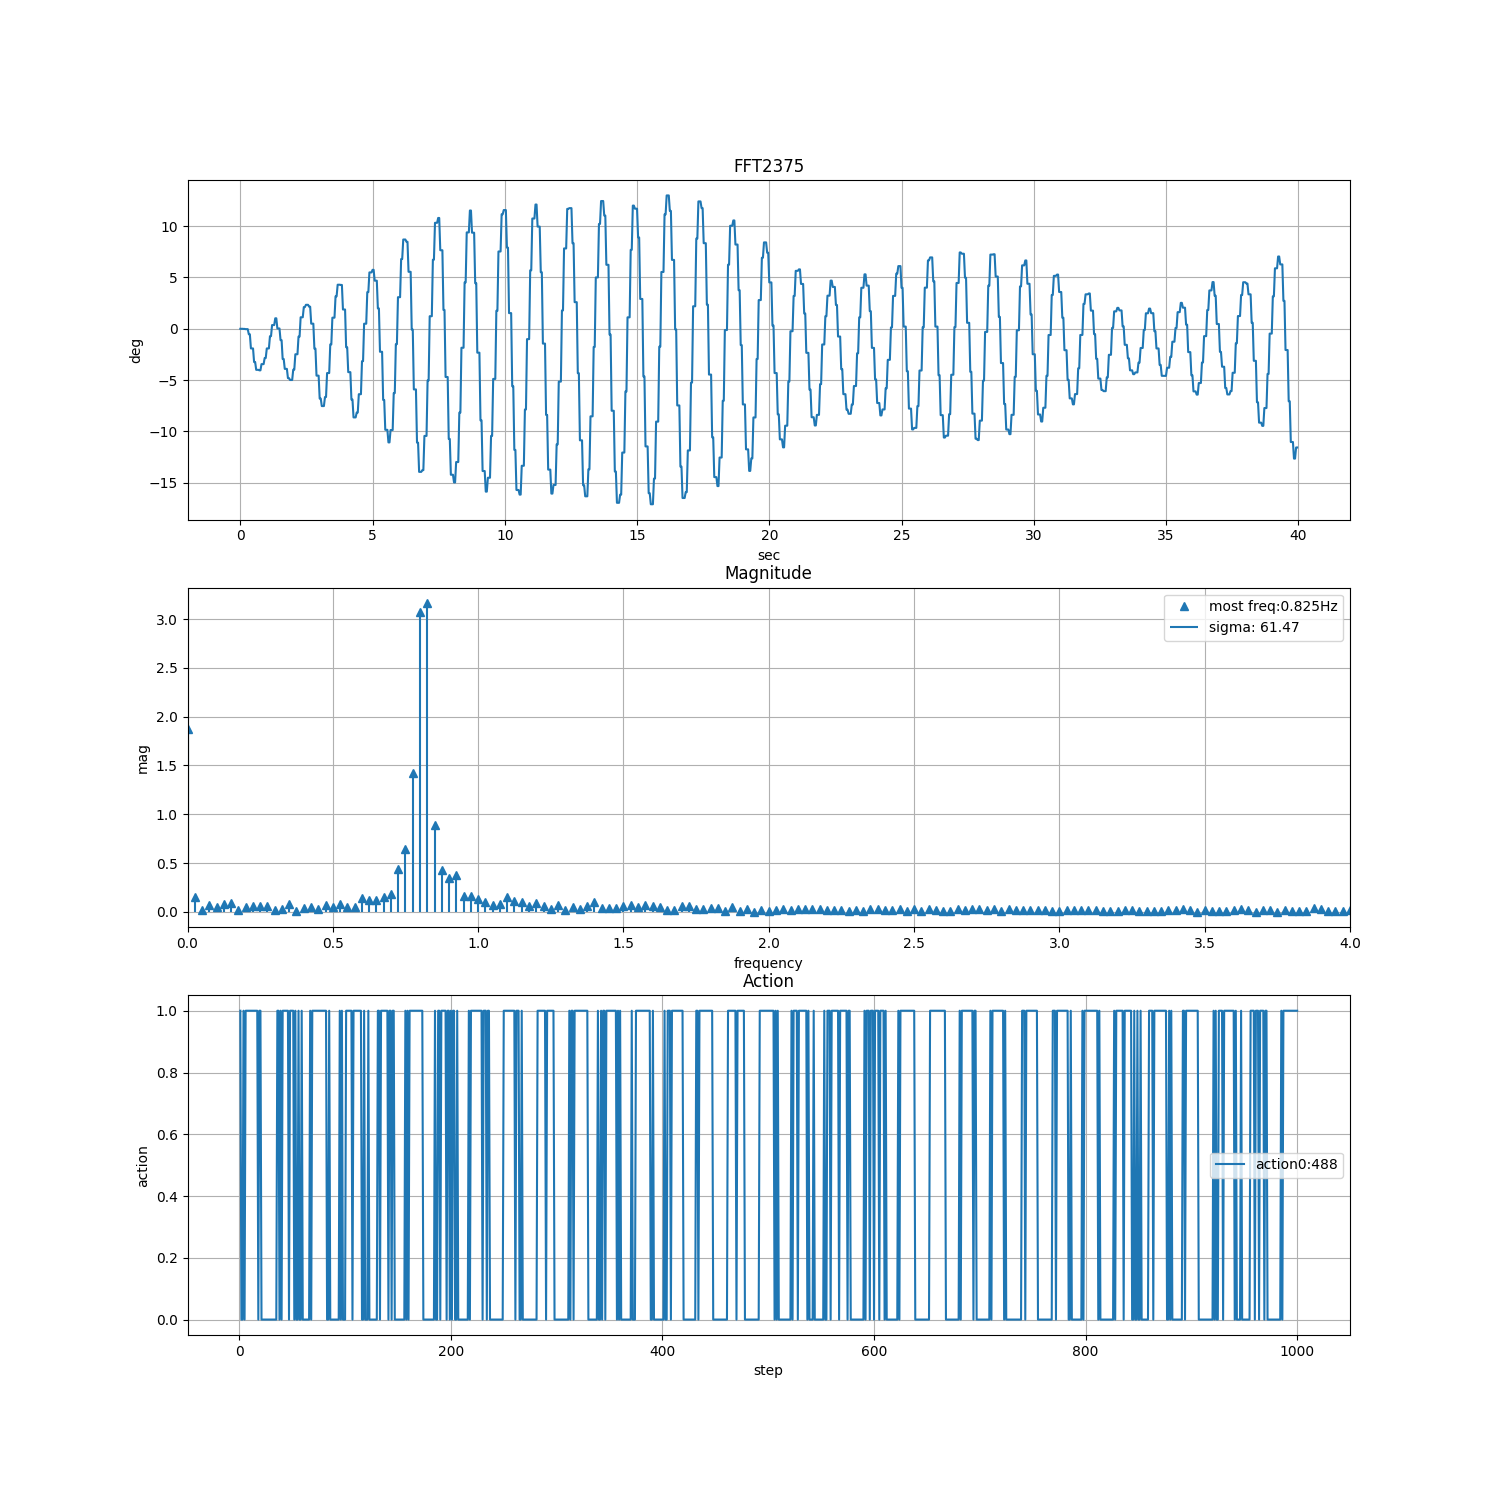 FFT2375
deg
10
5
0
−5
−10
−15
0 5 10 15 20 25 30 35 40
sec
Magnitude
mag
3.0
2.5
2.0
1.5
1.0
0.5
0.0
most freq:0.825Hz
sigma: 61.47
0.0 0.5 1.0 1.5 2.0 2.5 3.0 3.5 4.0
frequency
Action
action
1.0
0.8
0.6
0.4
0.2
0.0
action0:488
0 200 400 600 800 1000
step